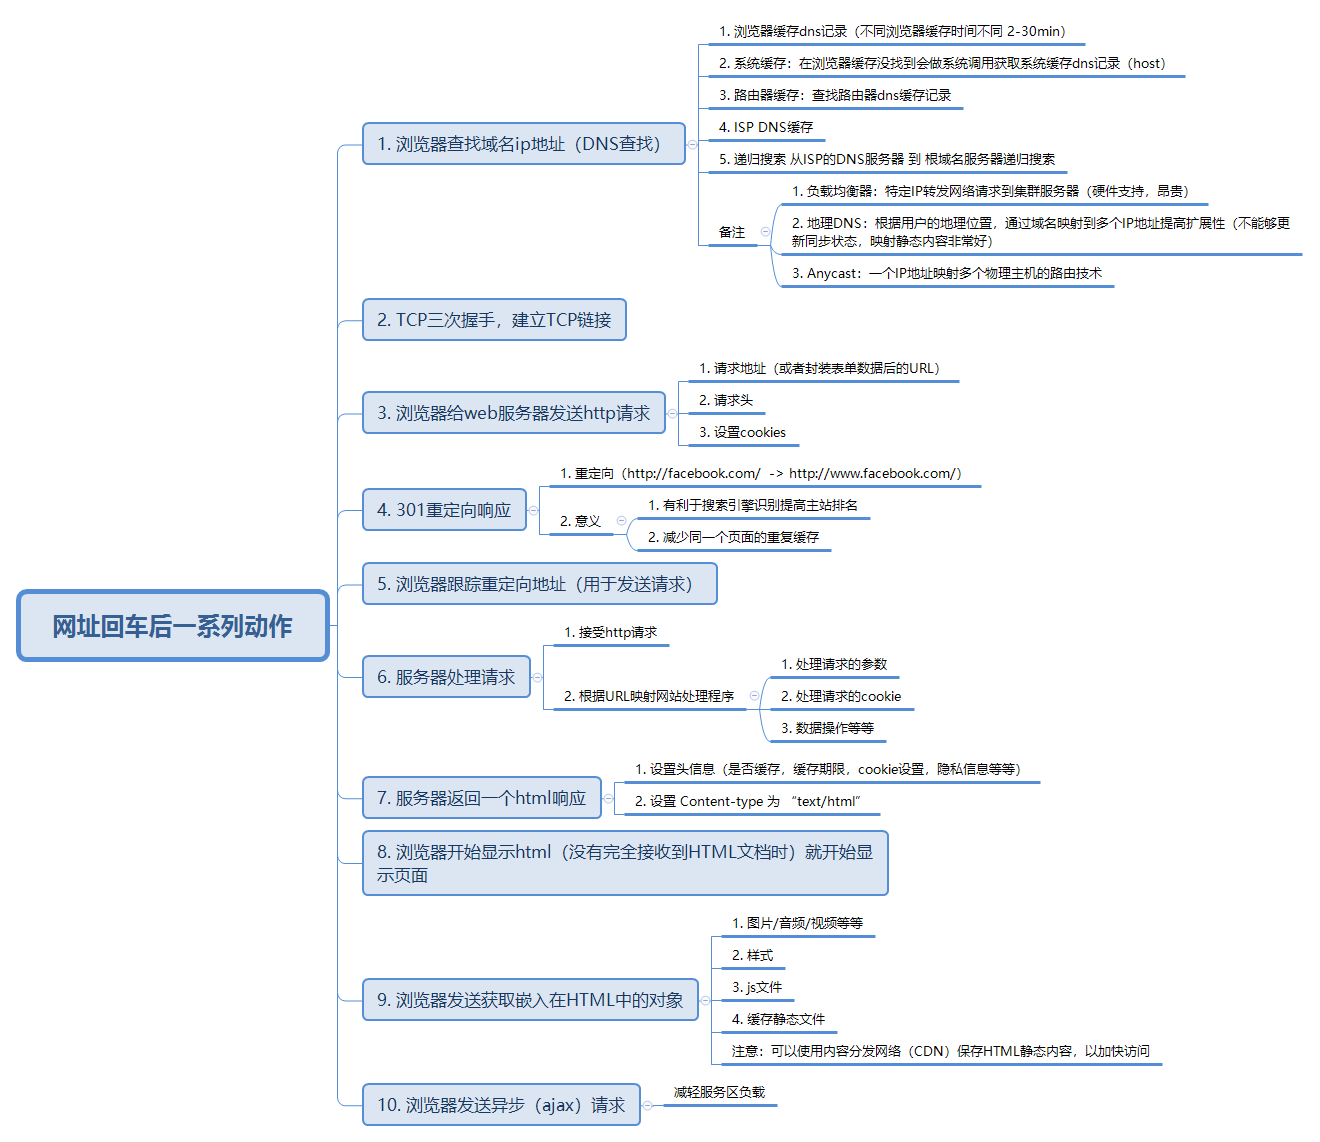 网址回车后一系列动作
1. 浏览器查找域名ip地址（DNS查找）
1. 浏览器缓存dns记录（不同浏览器缓存时间不同 2-30min）
2. 系统缓存：在浏览器缓存没找到会做系统调用获取系统缓存dns记录（host）
3. 路由器缓存：查找路由器dns缓存记录
4. ISP DNS缓存
5. 递归搜索 从ISP的DNS服务器 到 根域名服务器递归搜索
备注
1. 负载均衡器：特定IP转发网络请求到集群服务器（硬件支持，昂贵）
2. 地理DNS：根据用户的地理位置，通过域名映射到多个IP地址提高扩展性（不能够更
新同步状态，映射静态内容非常好）
3. Anycast：一个IP地址映射多个物理主机的路由技术
2. TCP三次握手，建立TCP链接
3. 浏览器给web服务器发送http请求
1. 请求地址（或者封装表单数据后的URL）
2. 请求头
3. 设置cookies
4. 301重定向响应
1. 重定向（http://facebook.com/  -> http://www.facebook.com/）
2. 意义
1. 有利于搜索引擎识别提高主站排名
2. 减少同一个页面的重复缓存
5. 浏览器跟踪重定向地址（用于发送请求）
6. 服务器处理请求
1. 接受http请求
2. 根据URL映射网站处理程序
1. 处理请求的参数
2. 处理请求的cookie
3. 数据操作等等
7. 服务器返回一个html响应
1. 设置头信息（是否缓存，缓存期限，cookie设置，隐私信息等等）
2. 设置 Content-type 为 “text/html”
8. 浏览器开始显示html（没有完全接收到HTML文档时）就开始显
示页面
9. 浏览器发送获取嵌入在HTML中的对象
1. 图片/音频/视频等等
2. 样式
3. js文件
4. 缓存静态文件
注意：可以使用内容分发网络（CDN）保存HTML静态内容，以加快访问
10. 浏览器发送异步（ajax）请求
减轻服务区负载